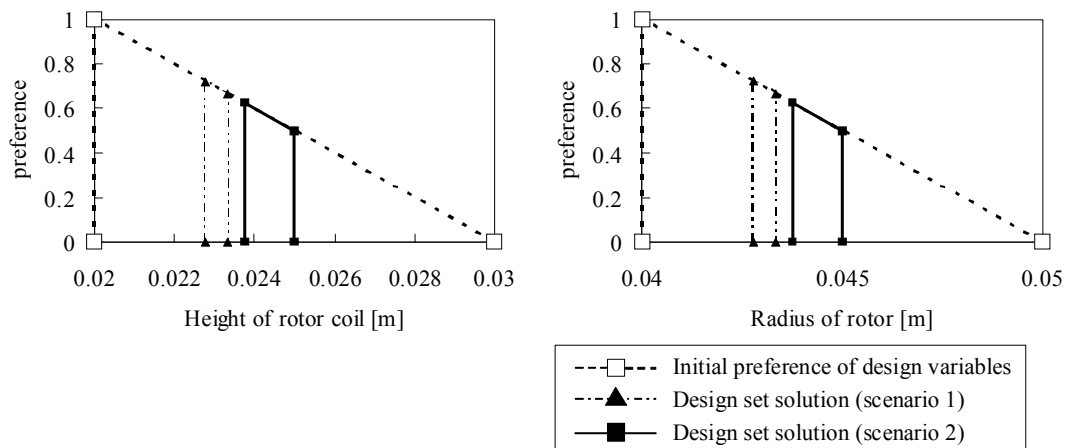 1
0.8
0.6
0.4
0.2
0
preference
0.02 0.022 0.024 0.026 0.028 0.03
Height of rotor coil [m]
1
0.8
0.6
0.4
0.2
0
preference
0.04 0.045 0.05
Radius of rotor [m]
Initial preference of design variables
Design set solution (scenario 1)
Design set solution (scenario 2)